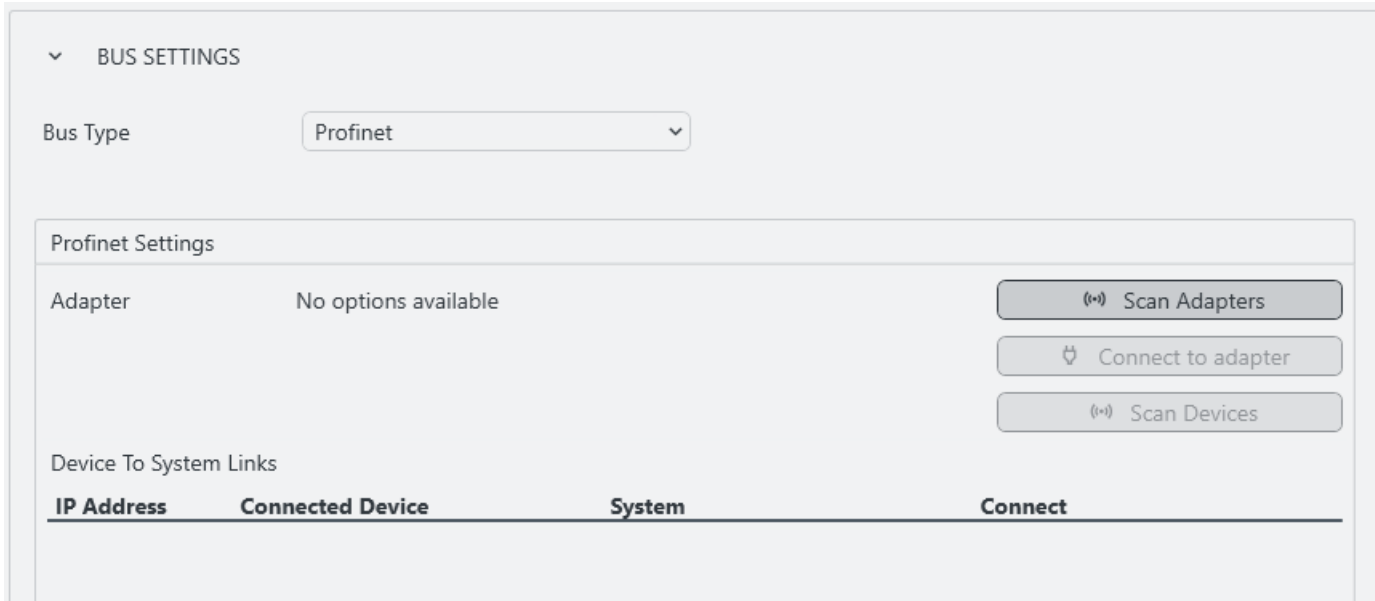 BUS SETTINGS
Bus Type Profinet
Profinet Settings
Adapter No options available Scan Adapters
Connect to adapter
Scan Devices
Device To System Links
IP Address Connected Device System Connect